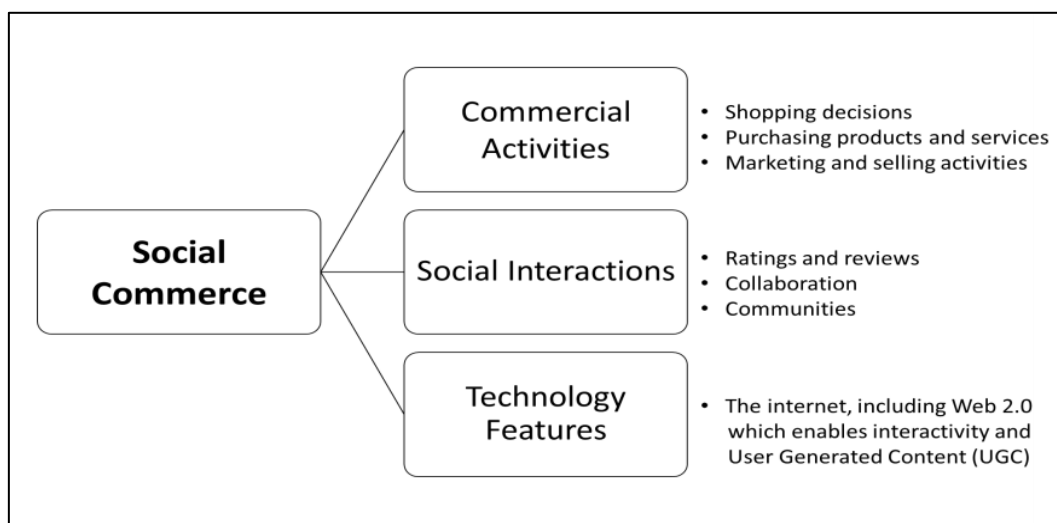 Social
Commerce
Commercial
Activities
• Shopping decisions
• Purchasing products and services
• Marketing and selling activities
Social Interactions
• Ratings and reviews
• Collaboration
• Communities
Technology
Features
• The internet, including Web 2.0
which enables interactivity and
User Generated Content (UGC)